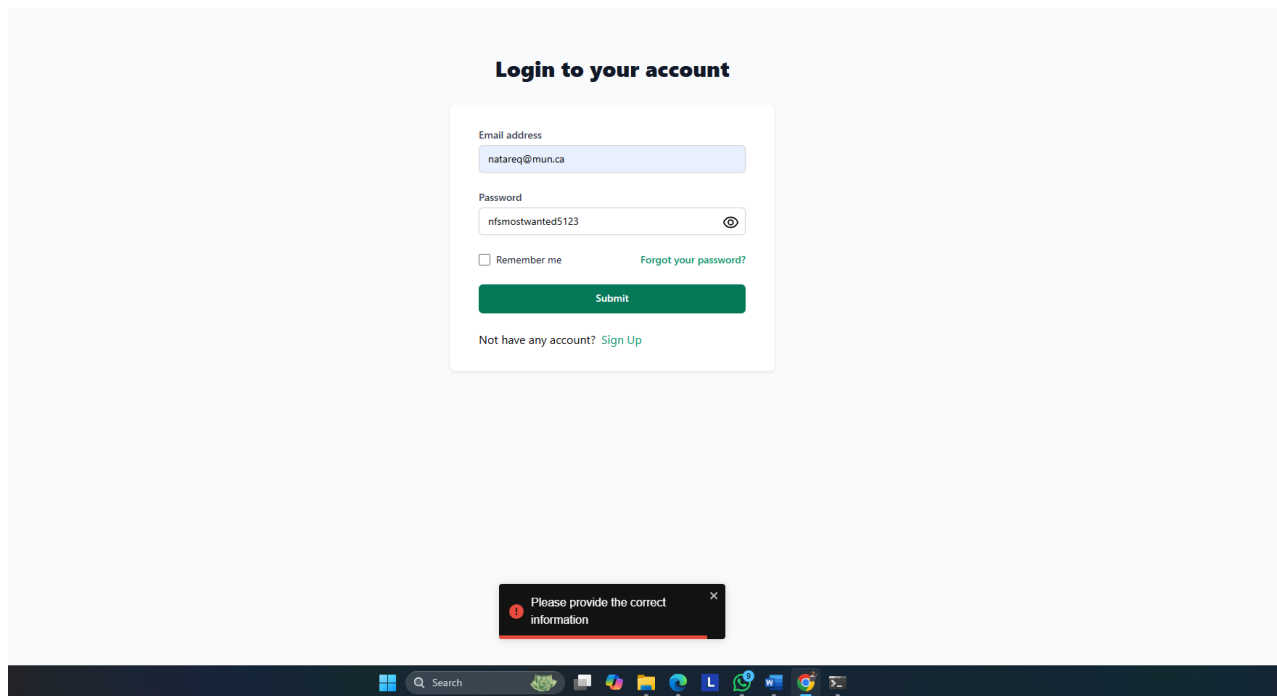 Login to your account
Email address
natareq@mun.ca
Password
nfsmostwanted5123
Remember me
Forgot your password?
Submit
Not have any account? Sign Up
Please provide the correct
information
Search
L
9
W